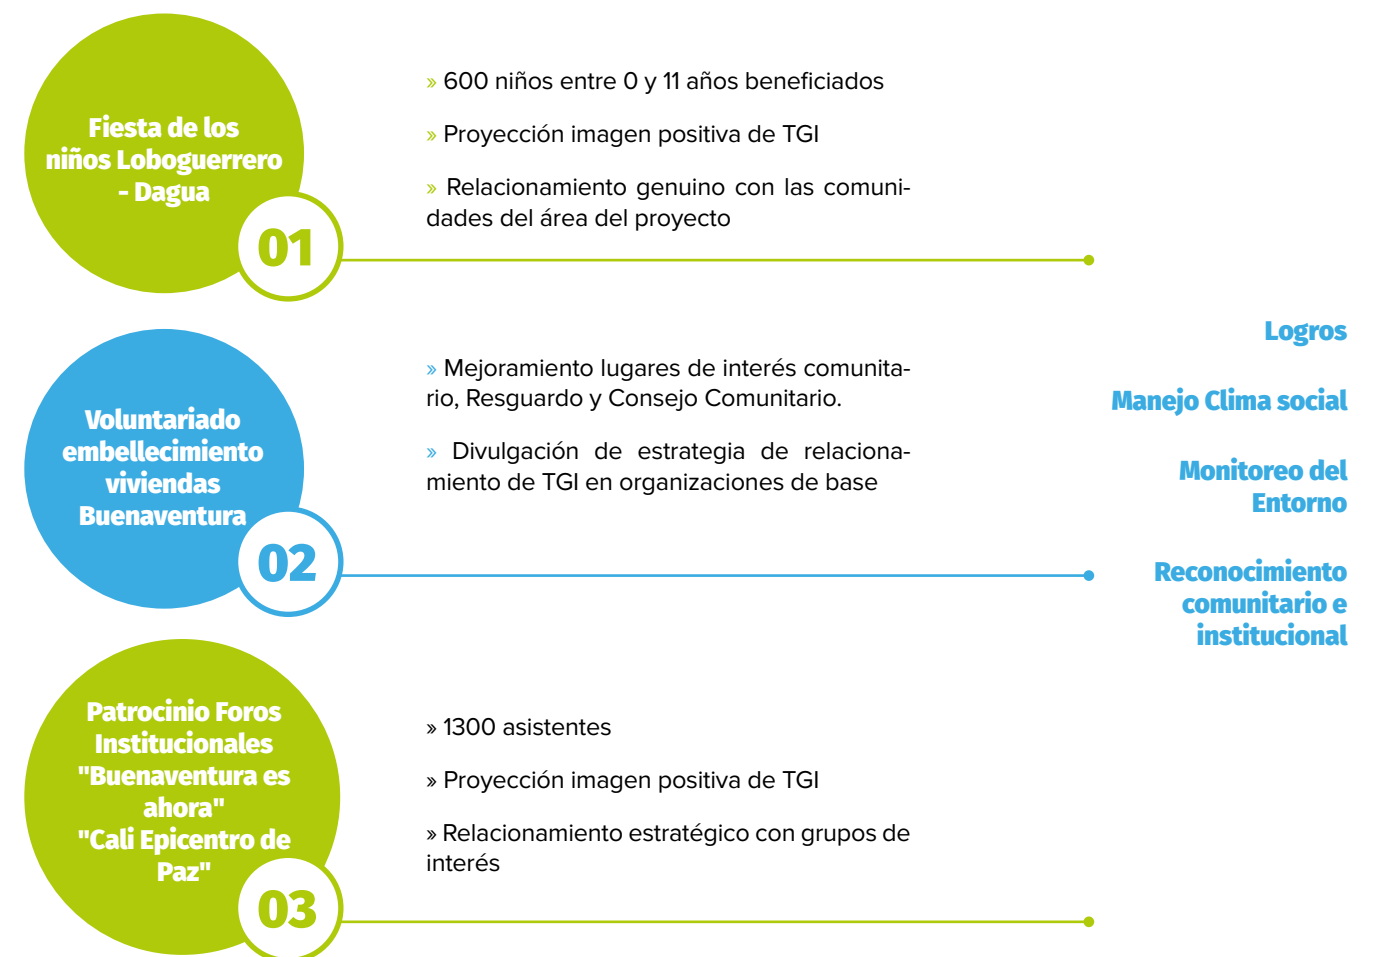 Fiesta de los
niños Loboguerrero
- Dagua
01
» 600 niños entre 0 y 11 años beneficiados
» Proyección imagen positiva de TGI
» Relacionamiento genuino con las comuni-
dades del área del proyecto
Voluntariado
embellecimiento
viviendas
Buenaventura
02
» Mejoramiento lugares de interés comunita-
rio, Resguardo y Consejo Comunitario.
» Divulgación de estrategia de relaciona-
miento de TGI en organizaciones de base
Patrocinio Foros
Institucionales
"Buenaventura es
ahora"
"Cali Epicentro de
Paz"
03
» 1300 asistentes
» Proyección imagen positiva de TGI
» Relacionamiento estratégico con grupos de
interés
Logros
Manejo Clima social
Monitoreo del
Entorno
Reconocimiento
comunitario e
institucional